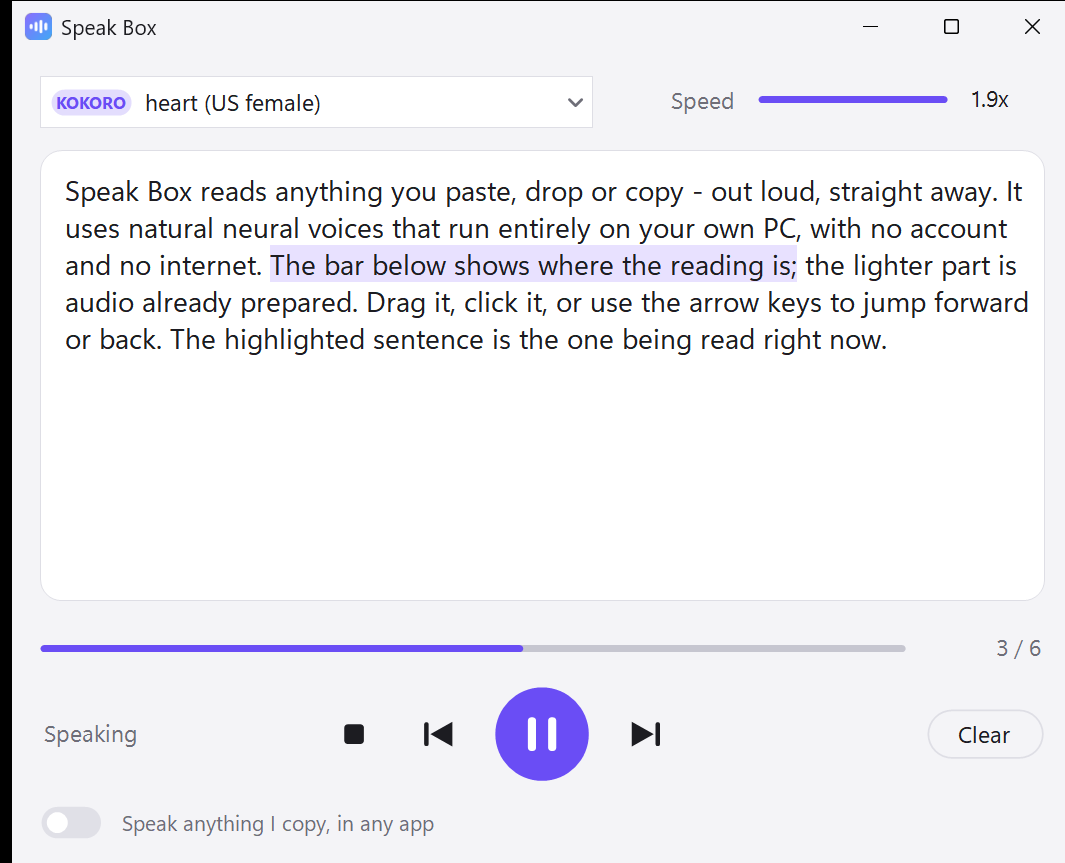 Speak Box
KOKORO heart (US female)
Speed 1.9x
Speak Box reads anything you paste, drop or copy - out loud, straight away. It
uses natural neural voices that run entirely on your own PC, with no account
and no internet. The bar below shows where the reading is; the lighter part is
audio already prepared. Drag it, click it, or use the arrow keys to jump forward
or back. The highlighted sentence is the one being read right now.
3 / 6
Speaking
Clear
Speak anything I copy, in any app